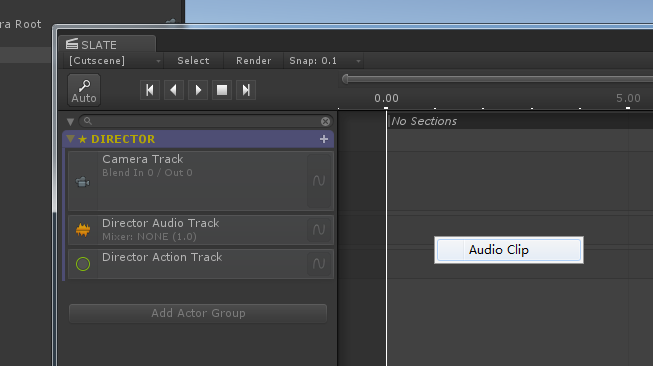 ra Root
SLATE
[Cutscene] Select Render Snap: 0.1
Auto
0.00 5.00
No Sections
DIRECTOR
Camera Track
Blend In 0 / Out 0
Director Audio Track
Mixer: NONE (1.0)
Audio Clip
Director Action Track
Add Actor Group